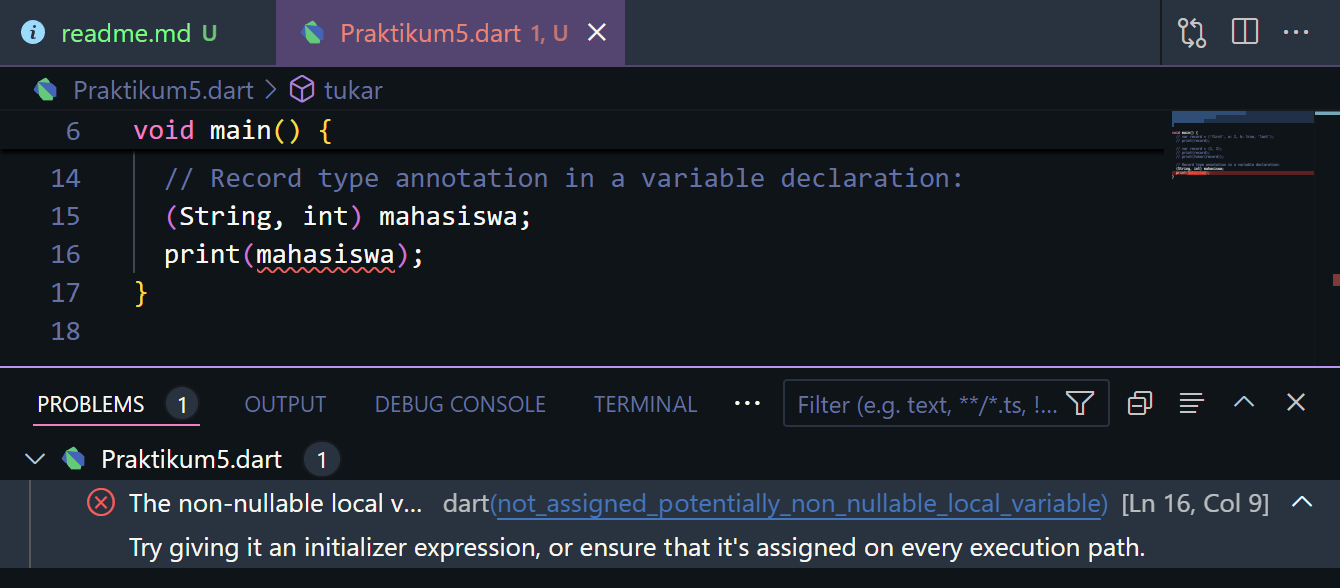 readme.md U Praktikum5.dart 1, U
Praktikum5.dart > tukar
6 void main() {
14 // Record type annotation in a variable declaration:
15 (String, int) mahasiswa;
16 print(mahasiswa);
17 }
18
PROBLEMS 1 OUTPUT DEBUG CONSOLE TERMINAL ... Filter (e.g. text, **/*.ts, !...
Praktikum5.dart 1
The non-nullable local v... dart(not_assigned_potentially_non_nullable_local_variable) [Ln 16, Col 9]
Try giving it an initializer expression, or ensure that it's assigned on every execution path.